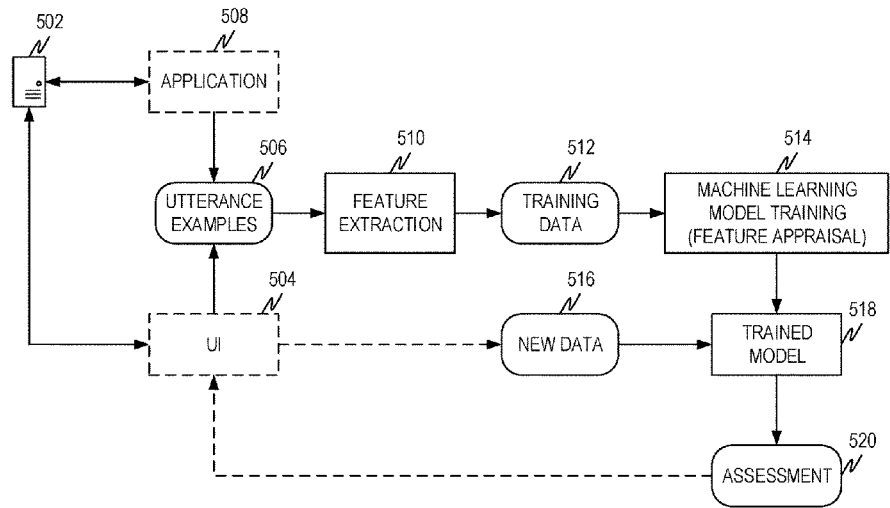 502
508
APPLICATION
506
510
512
514
UTTERANCE
EXAMPLES
FEATURE
EXTRACTION
TRAINING
DATA
MACHINE LEARNING
MODEL TRAINING
(FEATURE APPRAISAL)
504
516
518
UI
NEW DATA
TRAINED
MODEL
520
ASSESSMENT